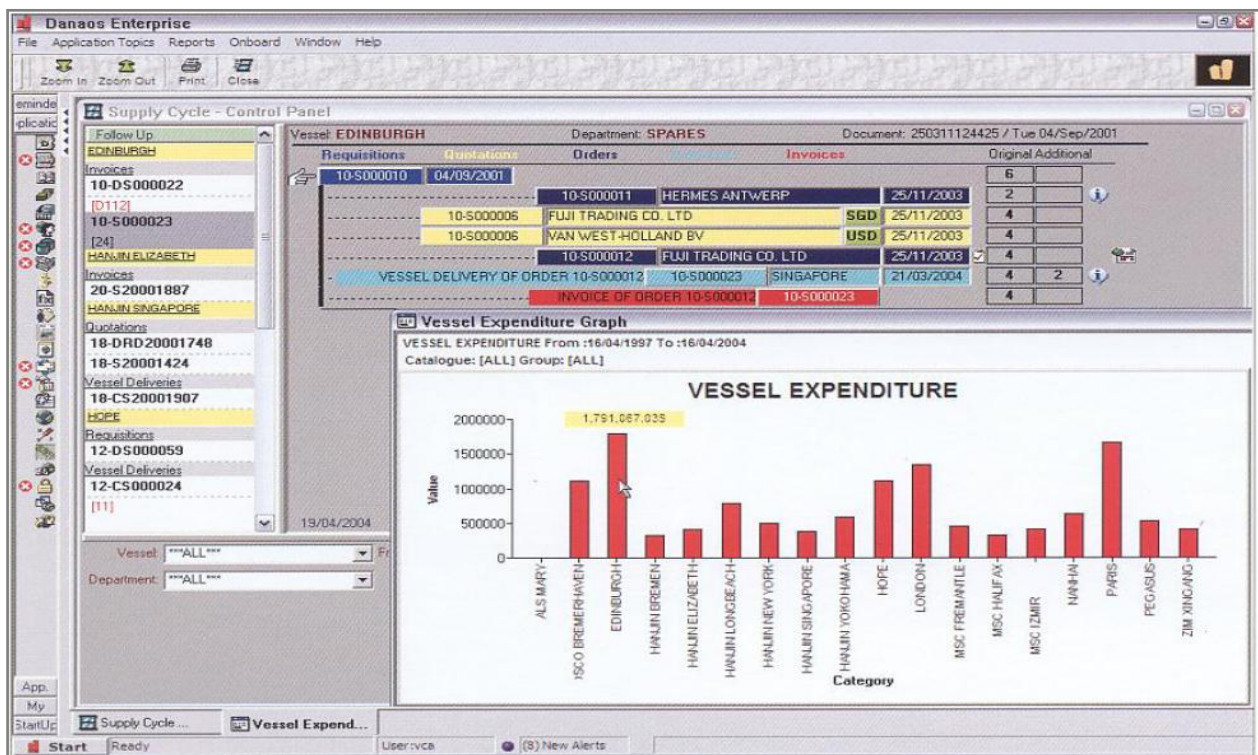 Danaos Enterprise
File Application Topics Reports Onboard Window Help
Zoom In Zoom Out Print Close
eminde
plicatic
Supply Cycle - Control Panel
Follow Up
EDINBURGH
Invoices
10-DS000022
[D112]
10-S000023
[24]
HANJIN ELIZABETH
Invoices
20-S20001887
HANJIN SINGAPORE
Quotations
18-DRD20001748
18-S20001424
Vessel Deliveries
18-CS20001907
HOPE
Requisitions
12-DS000059
Vessel Deliveries
12-CS000024
[11]
Vessel: EDINBURGH Department: SPARES Document: 250311124425 / Tue 04/Sep/2001
Requisitions Quotations Orders Invoices Original Additional
10-S000010 04/09/2001 6
10-S000011 HERMES ANTWERP 25/11/2003 2
10-S000006 FUJI TRADING CO. LTD SGD 25/11/2003 4
10-S000006 VAN WEST-HOLLAND BV USD 25/11/2003 4
10-S000012 FUJI TRADING CO. LTD 25/11/2003 4
VESSEL DELIVERY OF ORDER 10-S000012 10-S000023 SINGAPORE 21/03/2004 4 2
INVOICE OF ORDER 10-S000012 10-S000023 4
19/04/2004
Vessel: ***ALL*** Fr
Department: ***ALL***
Vessel Expenditure Graph
VESSEL EXPENDITURE From :16/04/1997 To :16/04/2004
Catalogue: [ALL] Group: [ALL]
VESSEL EXPENDITURE
1,791,067.035
2000000
1500000
1000000
500000
0
Value
ALS MARY
OSCO BREMERHAVEN
EDINBURGH
HANJIN BREMEN
HANJIN ELIZABETH
HANJIN LONGBEACH
HANJIN NEW YORK
HANJIN SINGAPORE
HANJIN YOKOHAMA
HOPE
LONDON
MSC FREMANTLE
MSC HALIFAX
MSC IZMIR
NANHAI
PARIS
PEGASUS
ZIM XINGANG
Category
App.
My
StartUp
Supply Cycle ... Vessel Expend...
Start Ready User:vca (8) New Alerts